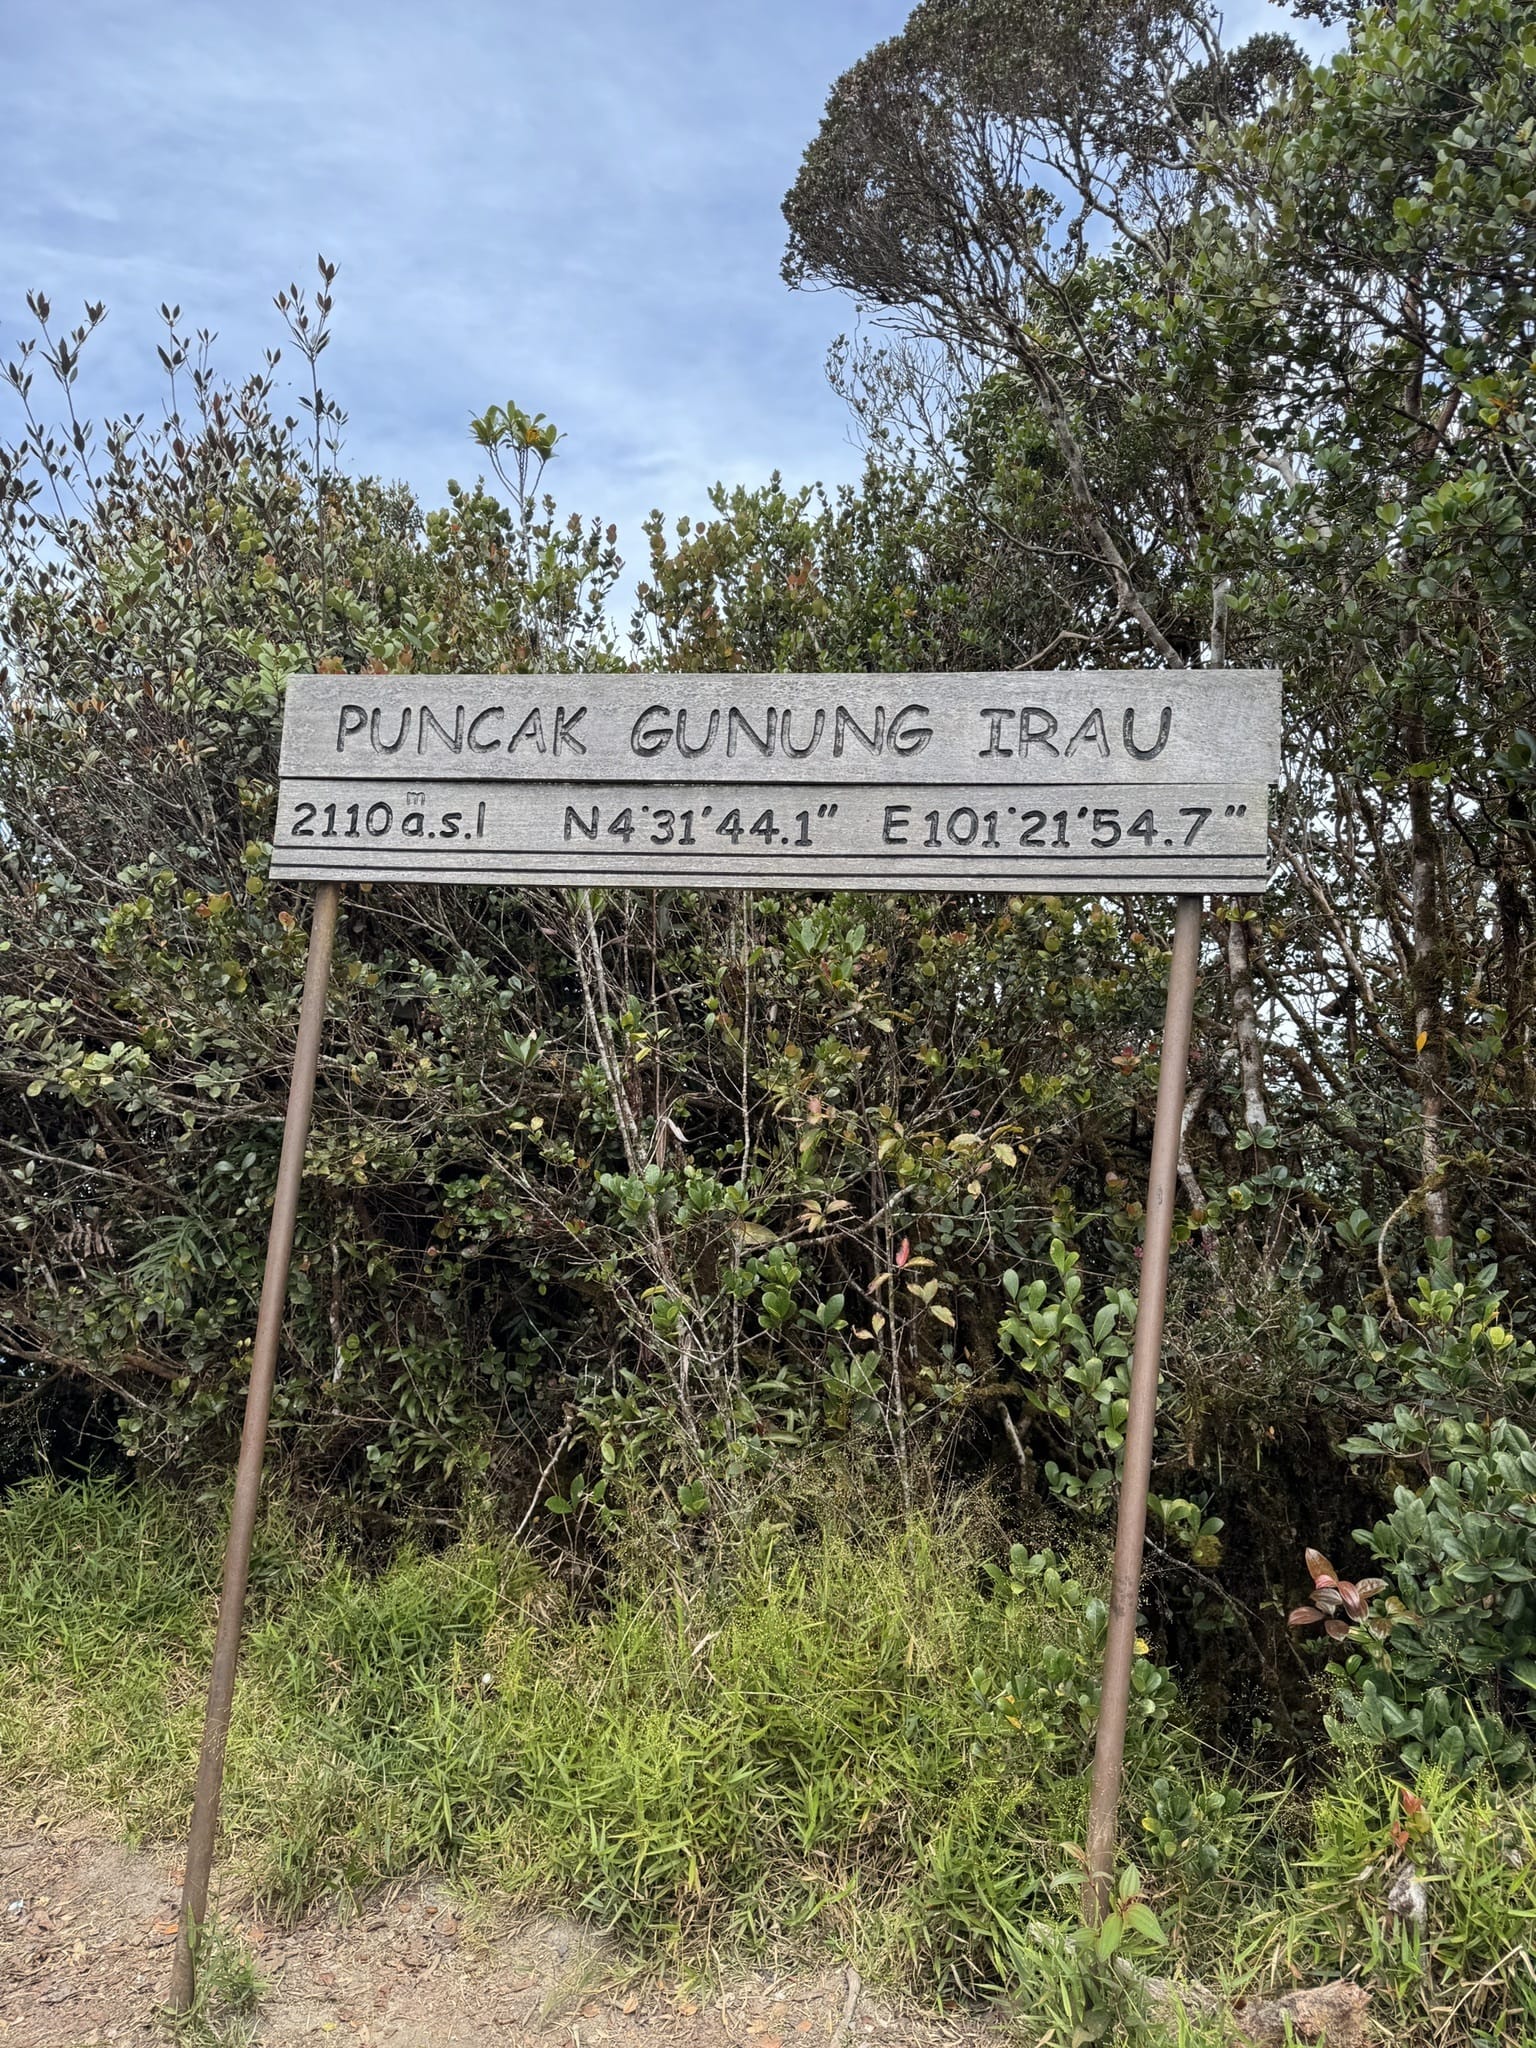 PUNCAK GUNUNG IRAU
2110 m a.s.l N4°31'44.1" E101°21'54.7"